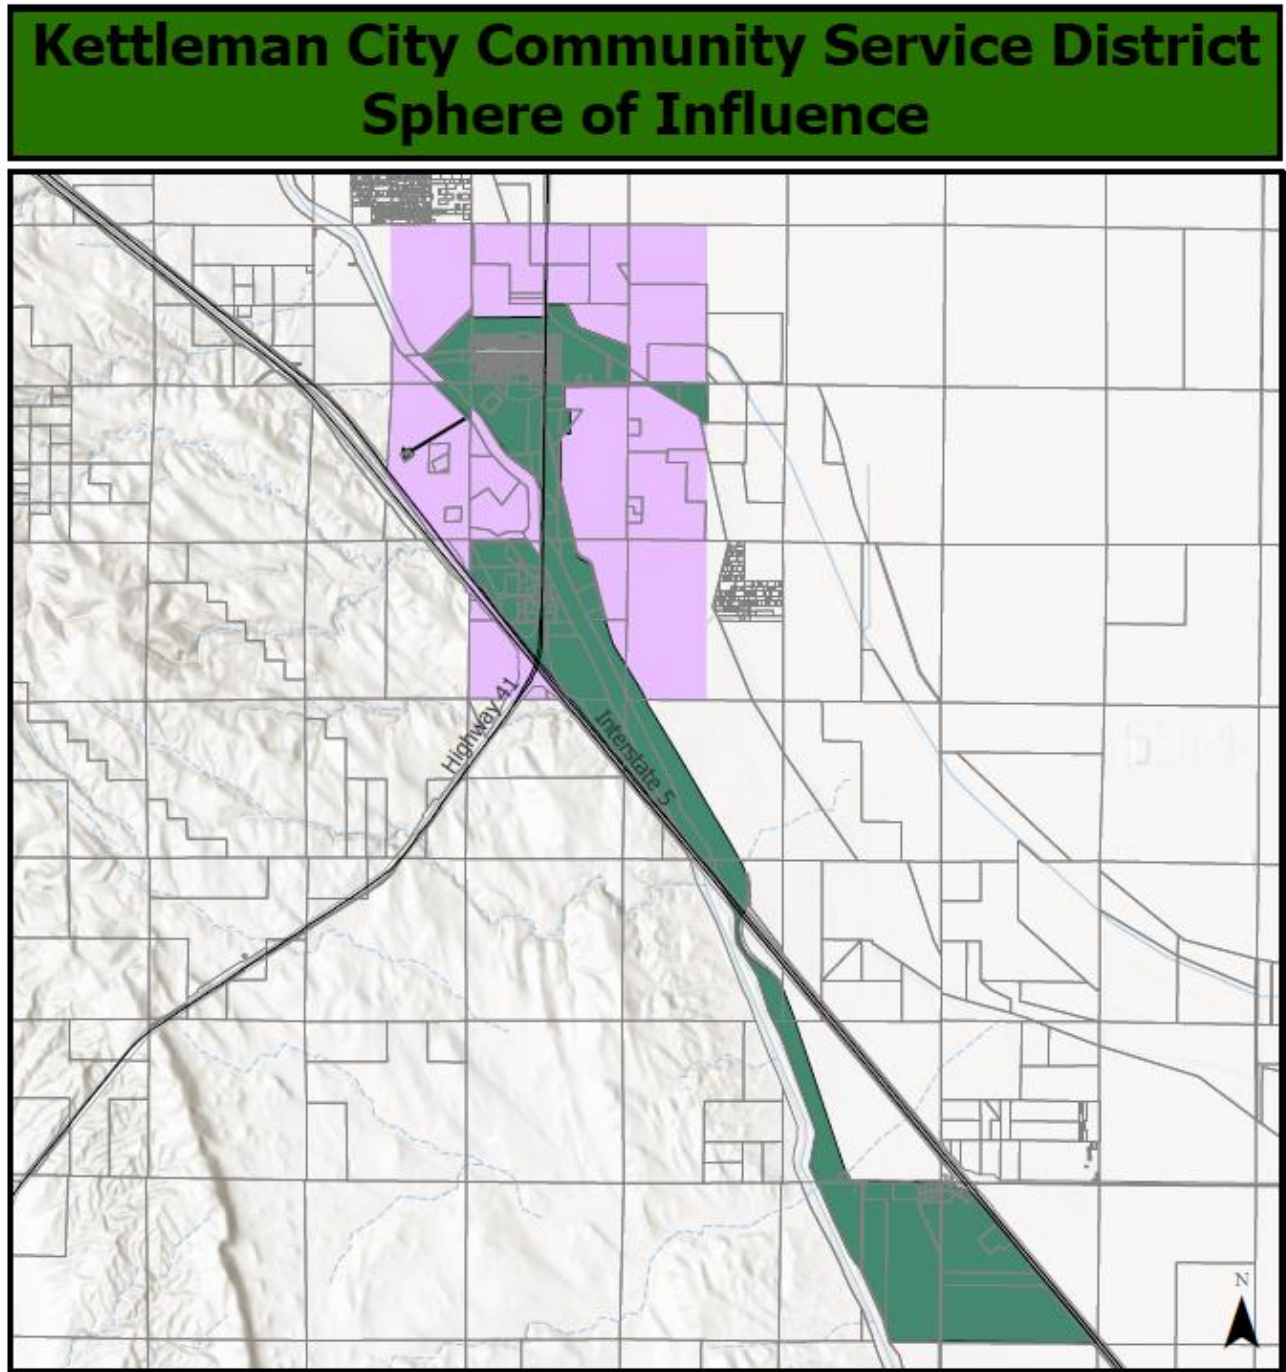 Kettleman City Community Service District
Sphere of Influence
Highway 41
Interstate 5
N